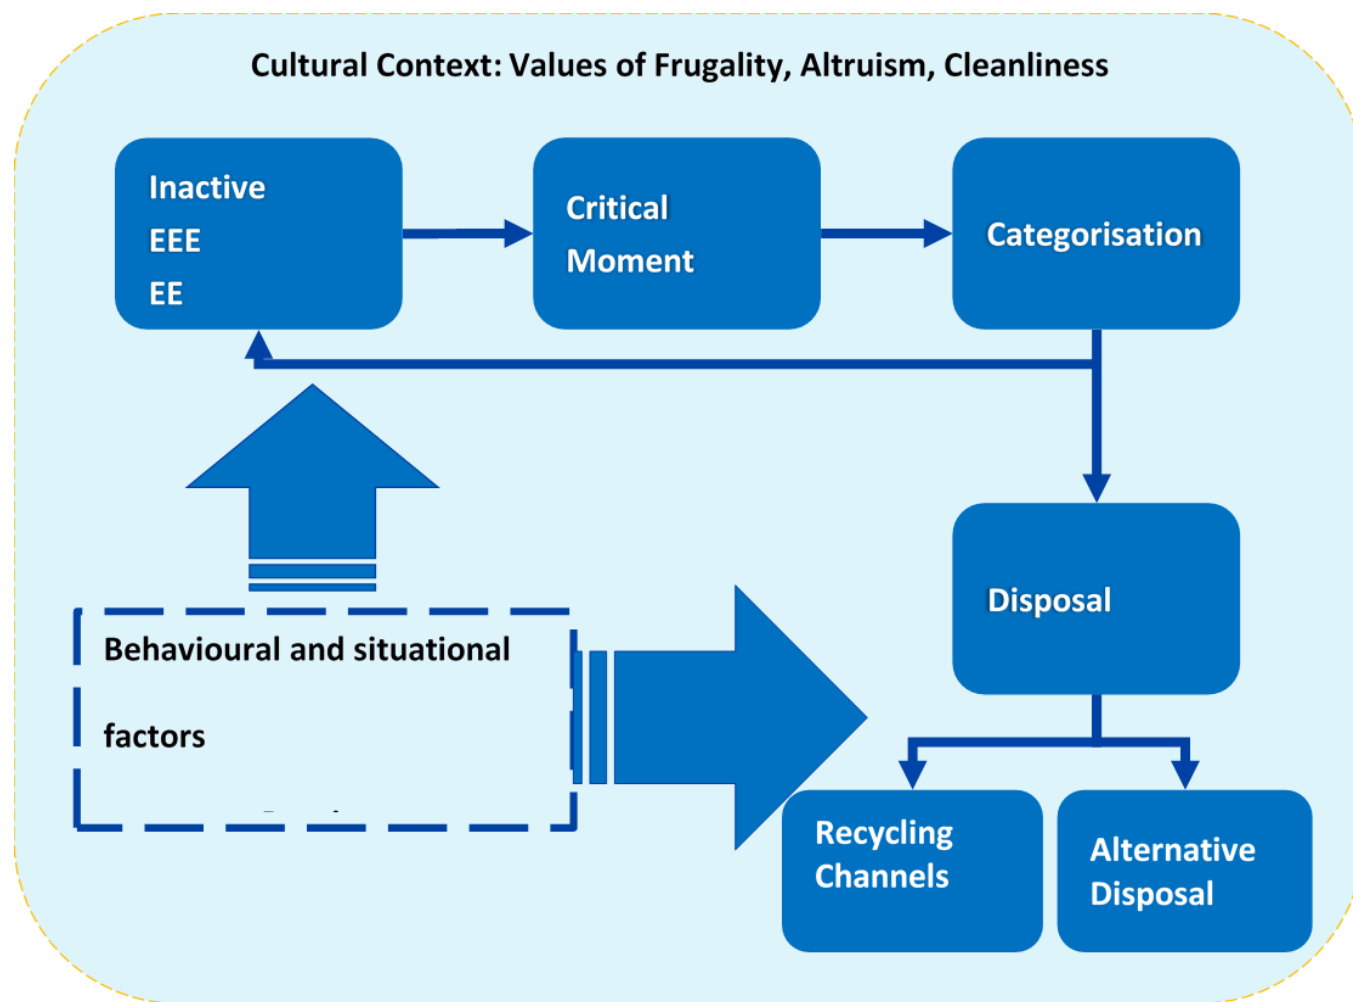 Cultural Context: Values of Frugality, Altruism, Cleanliness
Inactive
EEE
EE
Critical
Moment
Categorisation
Disposal
Behavioural and situational
factors
Recycling
Channels
Alternative
Disposal